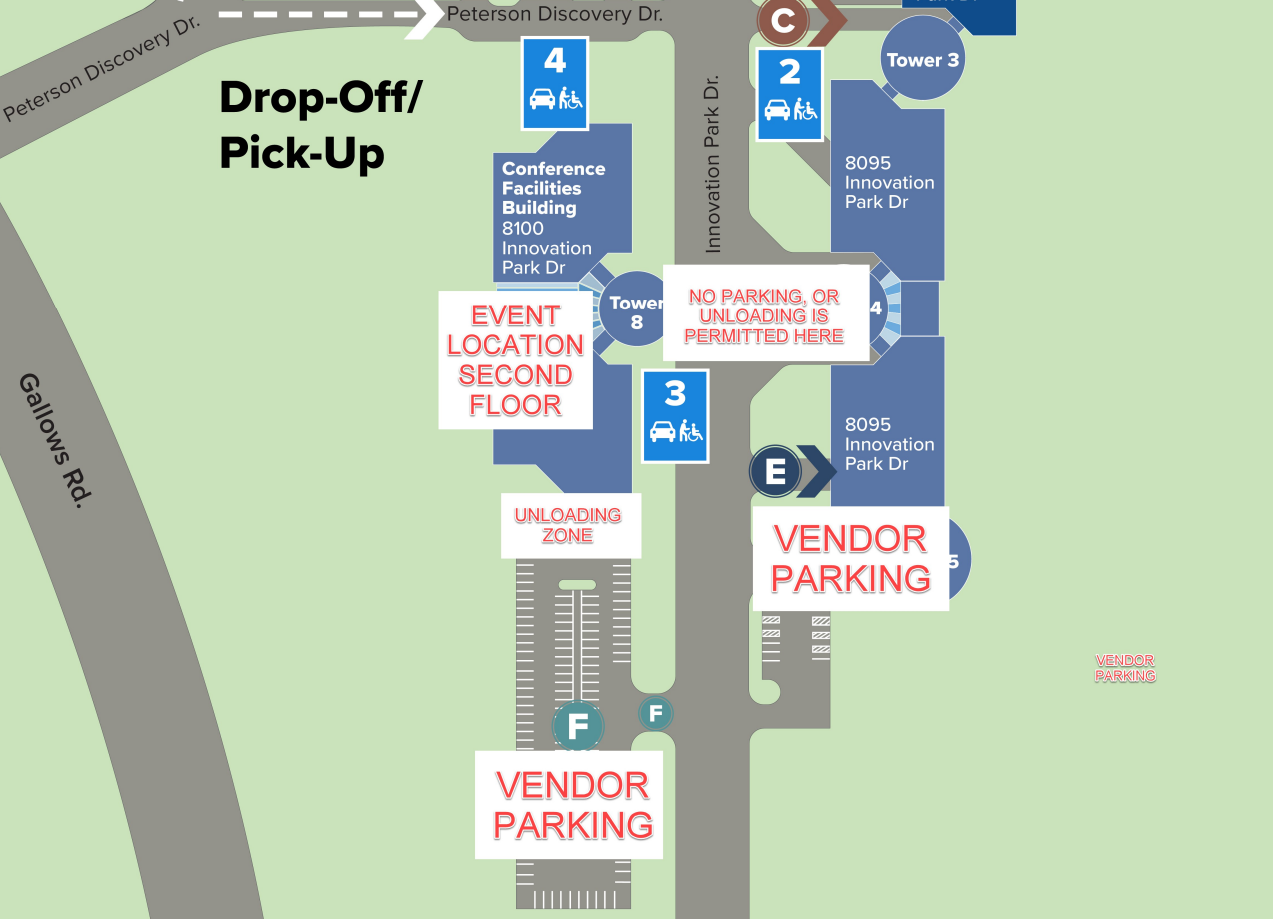 Peterson Discovery Dr.
Peterson Discovery Dr.
C
Tower 3
Drop-Off/
Pick-Up
4
2
Innovation Park Dr.
Conference
Facilities
Building
8100
Innovation
Park Dr
8095
Innovation
Park Dr
Tower
8
NO PARKING, OR
UNLOADING IS
PERMITTED HERE
4
EVENT
LOCATION
SECOND
FLOOR
3
Gallows Rd.
8095
Innovation
Park Dr
E
UNLOADING
ZONE
VENDOR
PARKING
5
VENDOR
PARKING
F
F
VENDOR
PARKING